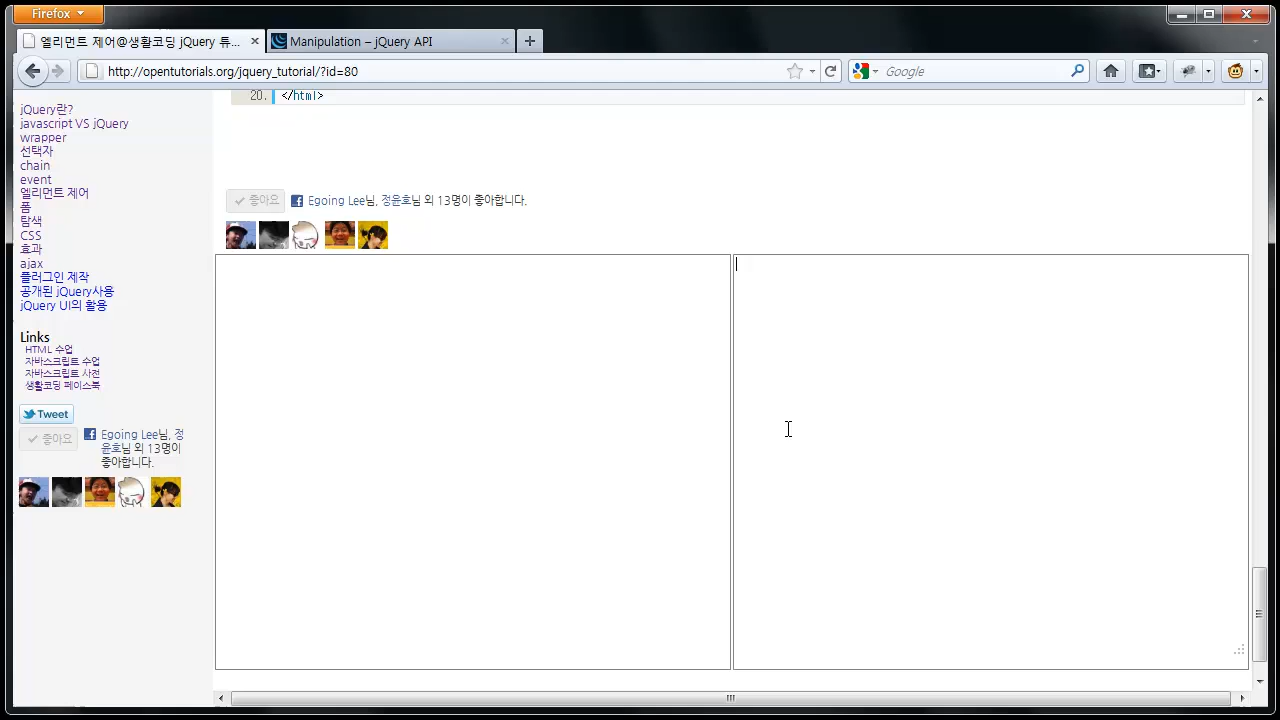 Firefox
엘리먼트 제어@생활코딩 jQuery 튜...
Manipulation – jQuery API
http://opentutorials.org/jquery_tutorial/?id=80
Google
jQuery란?
javascript VS jQuery
wrapper
선택자
chain
event
엘리먼트 제어
폼
탐색
CSS
효과
ajax
플러그인 제작
공개된 jQuery사용
jQuery UI의 활용
Links
HTML 수업
자바스크립트 수업
자바스크립트 사전
생활코딩 페이스북
Tweet
좋아요
Egoing Lee님, 정
윤호님 외 13명이
좋아합니다.
20. </html>
좋아요
Egoing Lee님, 정윤호님 외 13명이 좋아합니다.